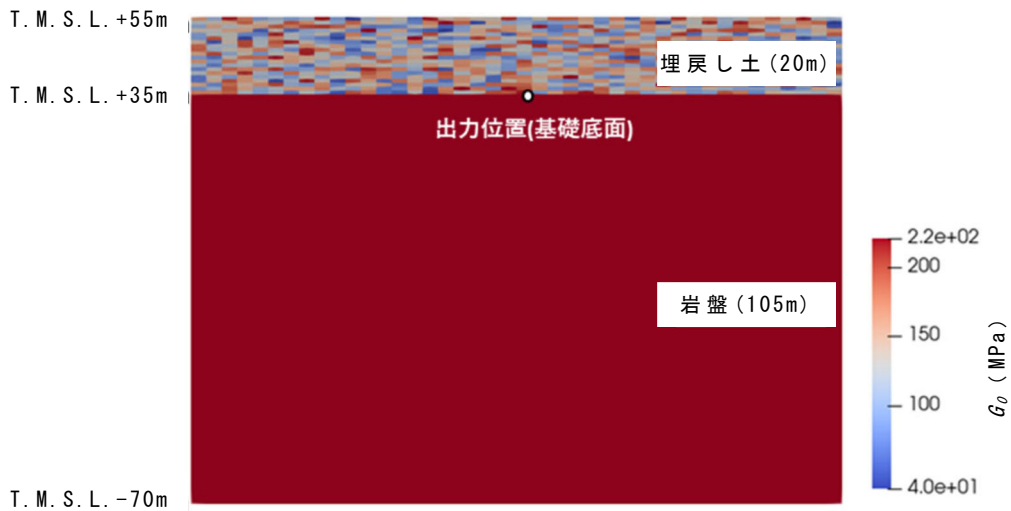 T.M.S.L.+55m
埋戻し土(20m)
T.M.S.L.+35m
出力位置(基礎底面)
2.2e+02
200
岩盤(105m)
150
100
G₀(MPa)
4.0e+01
T.M.S.L.-70m